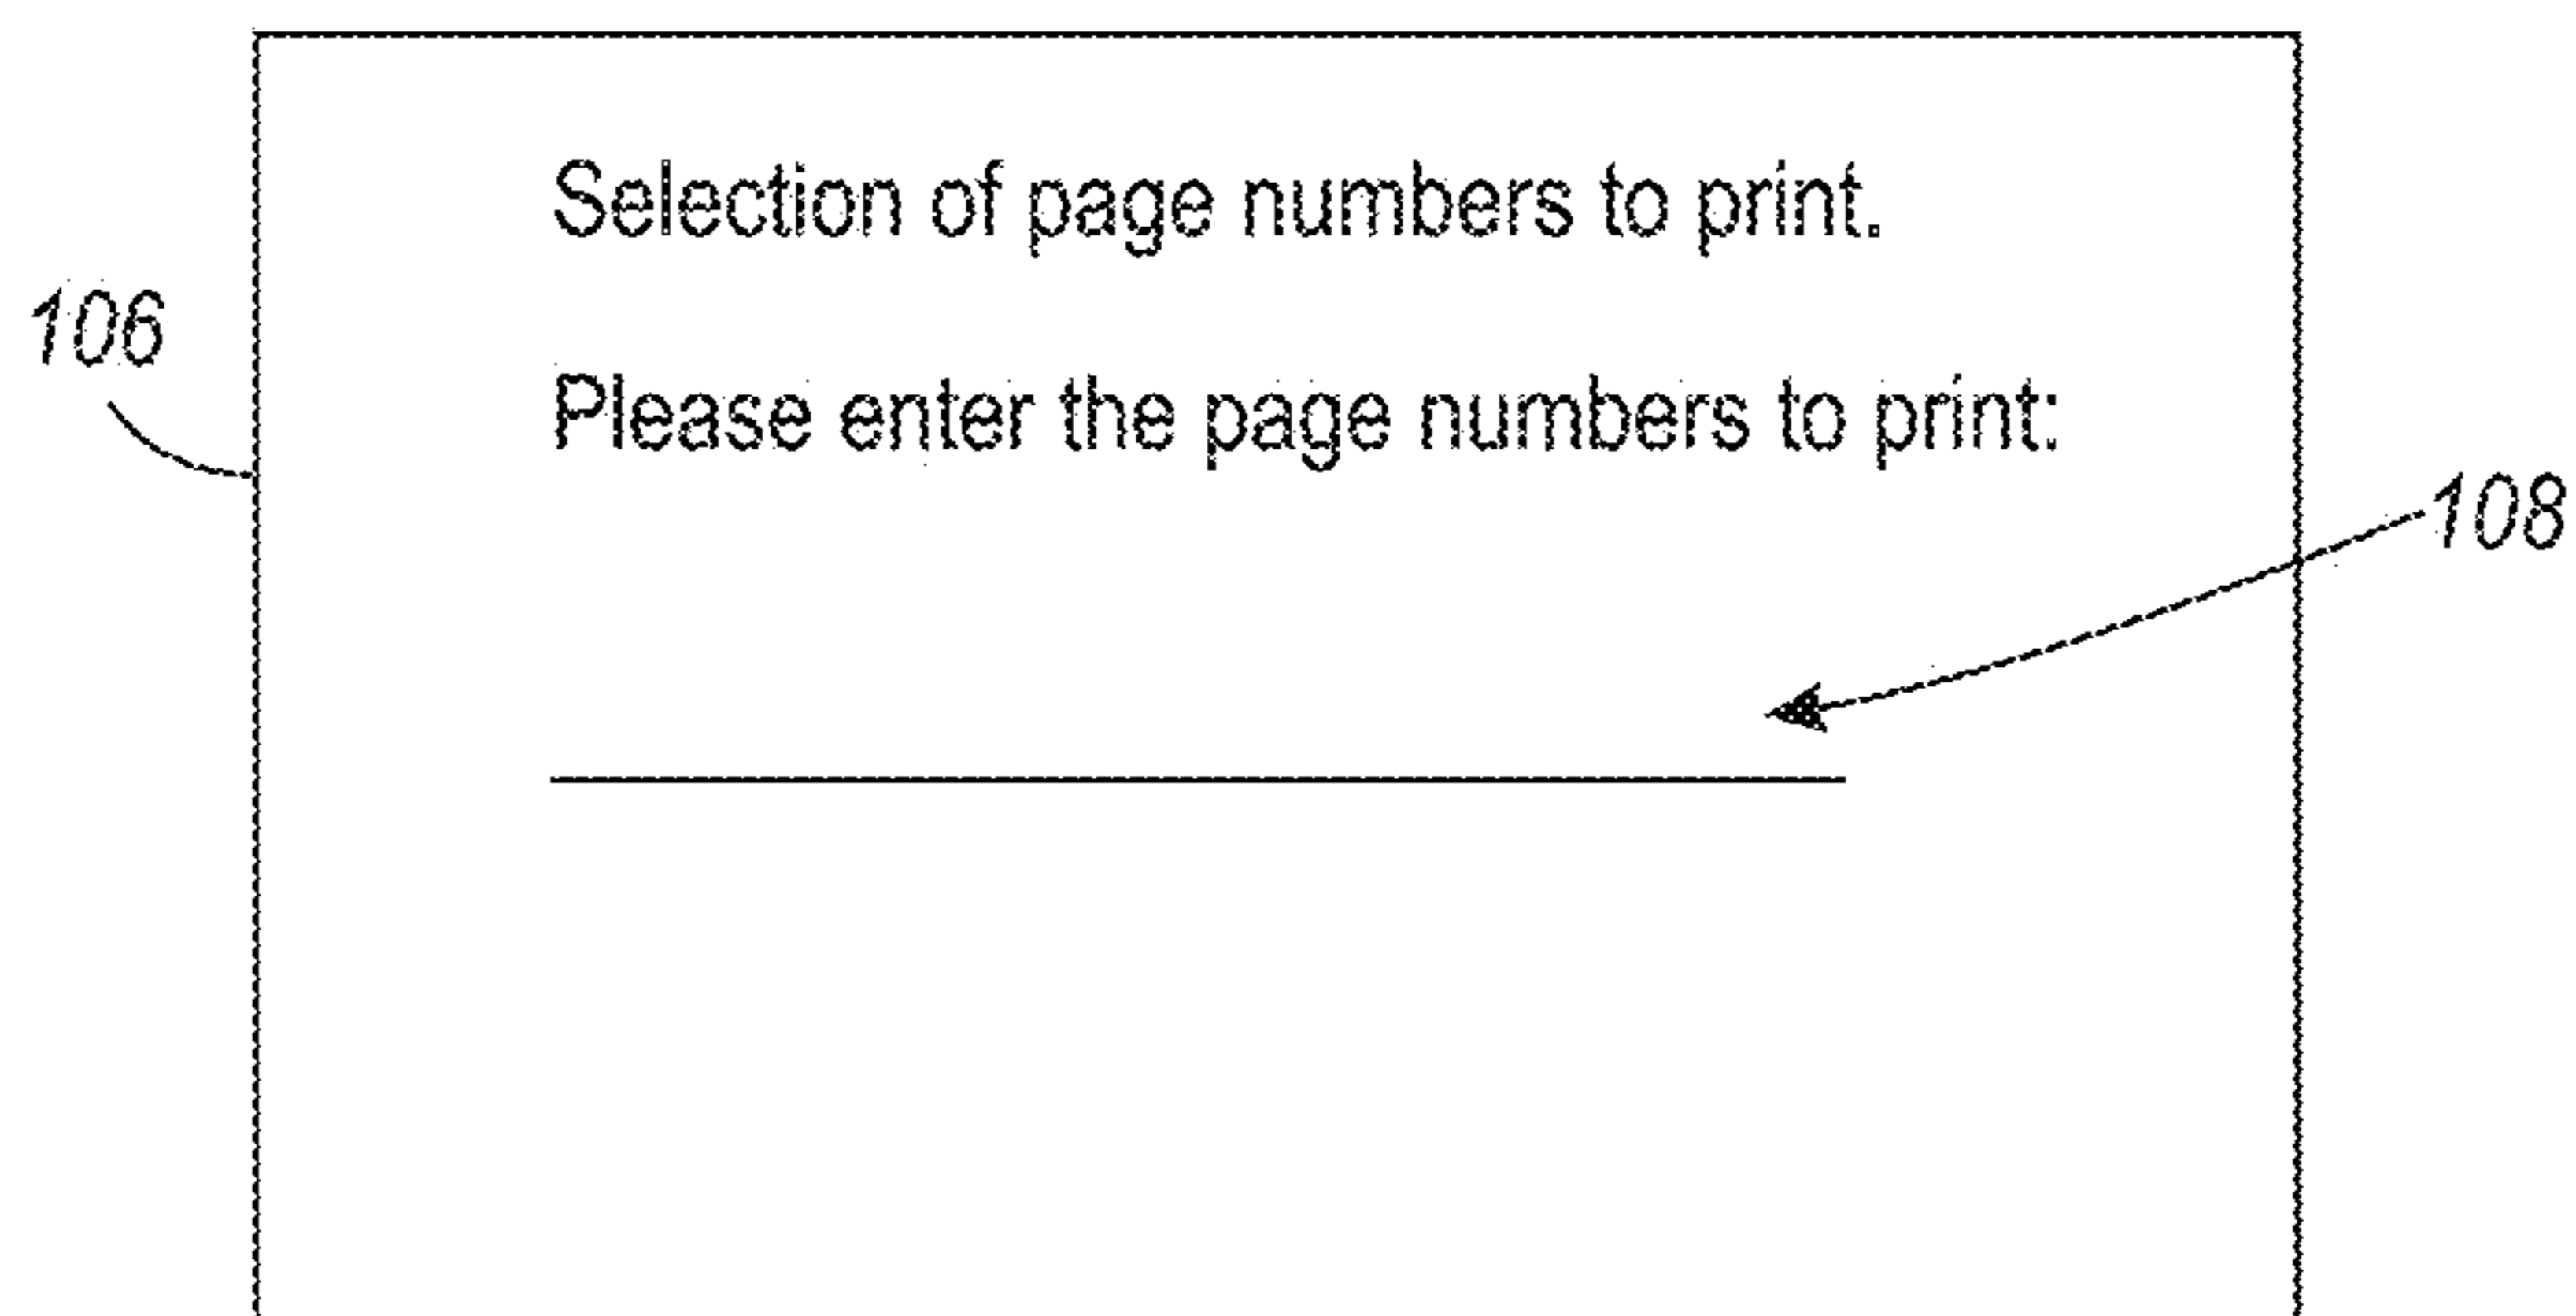 Selection of page numbers to print.
106
Please enter the page numbers to print:
108